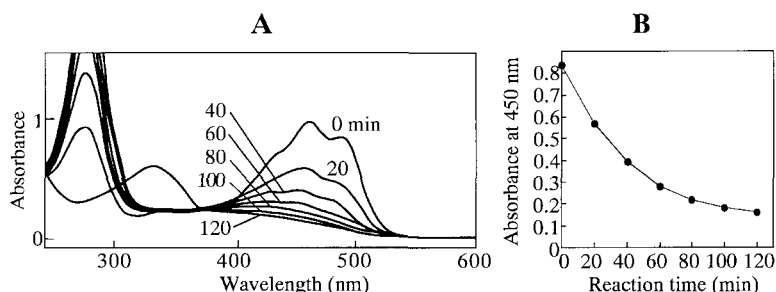 A
Absorbance
1
0
300
400
500
600
Wavelength (nm)
0 min
20
40
60
80
100
120
B
Absorbance at 450 nm
0.8
0.7
0.6
0.5
0.4
0.3
0.2
0.1
0
0 20 40 60 80 100 120
Reaction time (min)